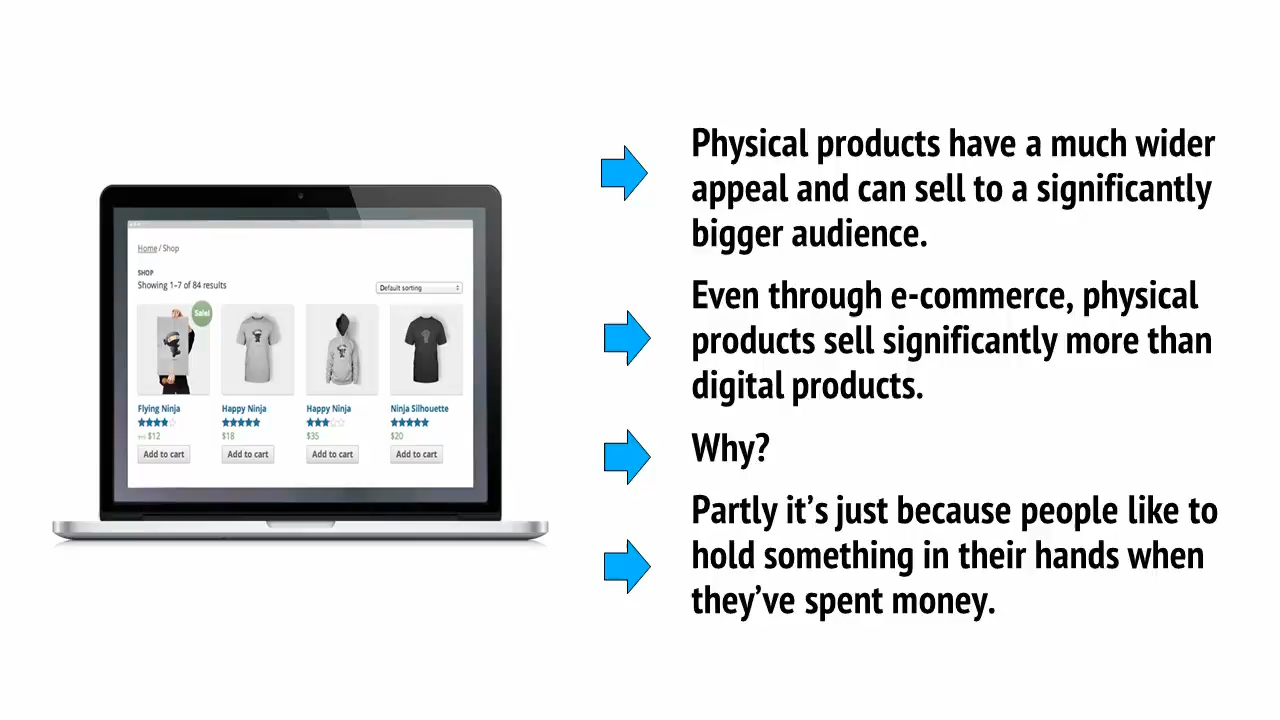 Home / Shop
SHOP
Showing 1–7 of 84 results
Default sorting
Sale!
Flying Ninja
Happy Ninja
Happy Ninja
Ninja Silhouette
$12
$18
$35
$20
Add to cart
Add to cart
Add to cart
Add to cart
Physical products have a much wider
appeal and can sell to a significantly
bigger audience.
Even through e-commerce, physical
products sell significantly more than
digital products.
Why?
Partly it’s just because people like to
hold something in their hands when
they’ve spent money.